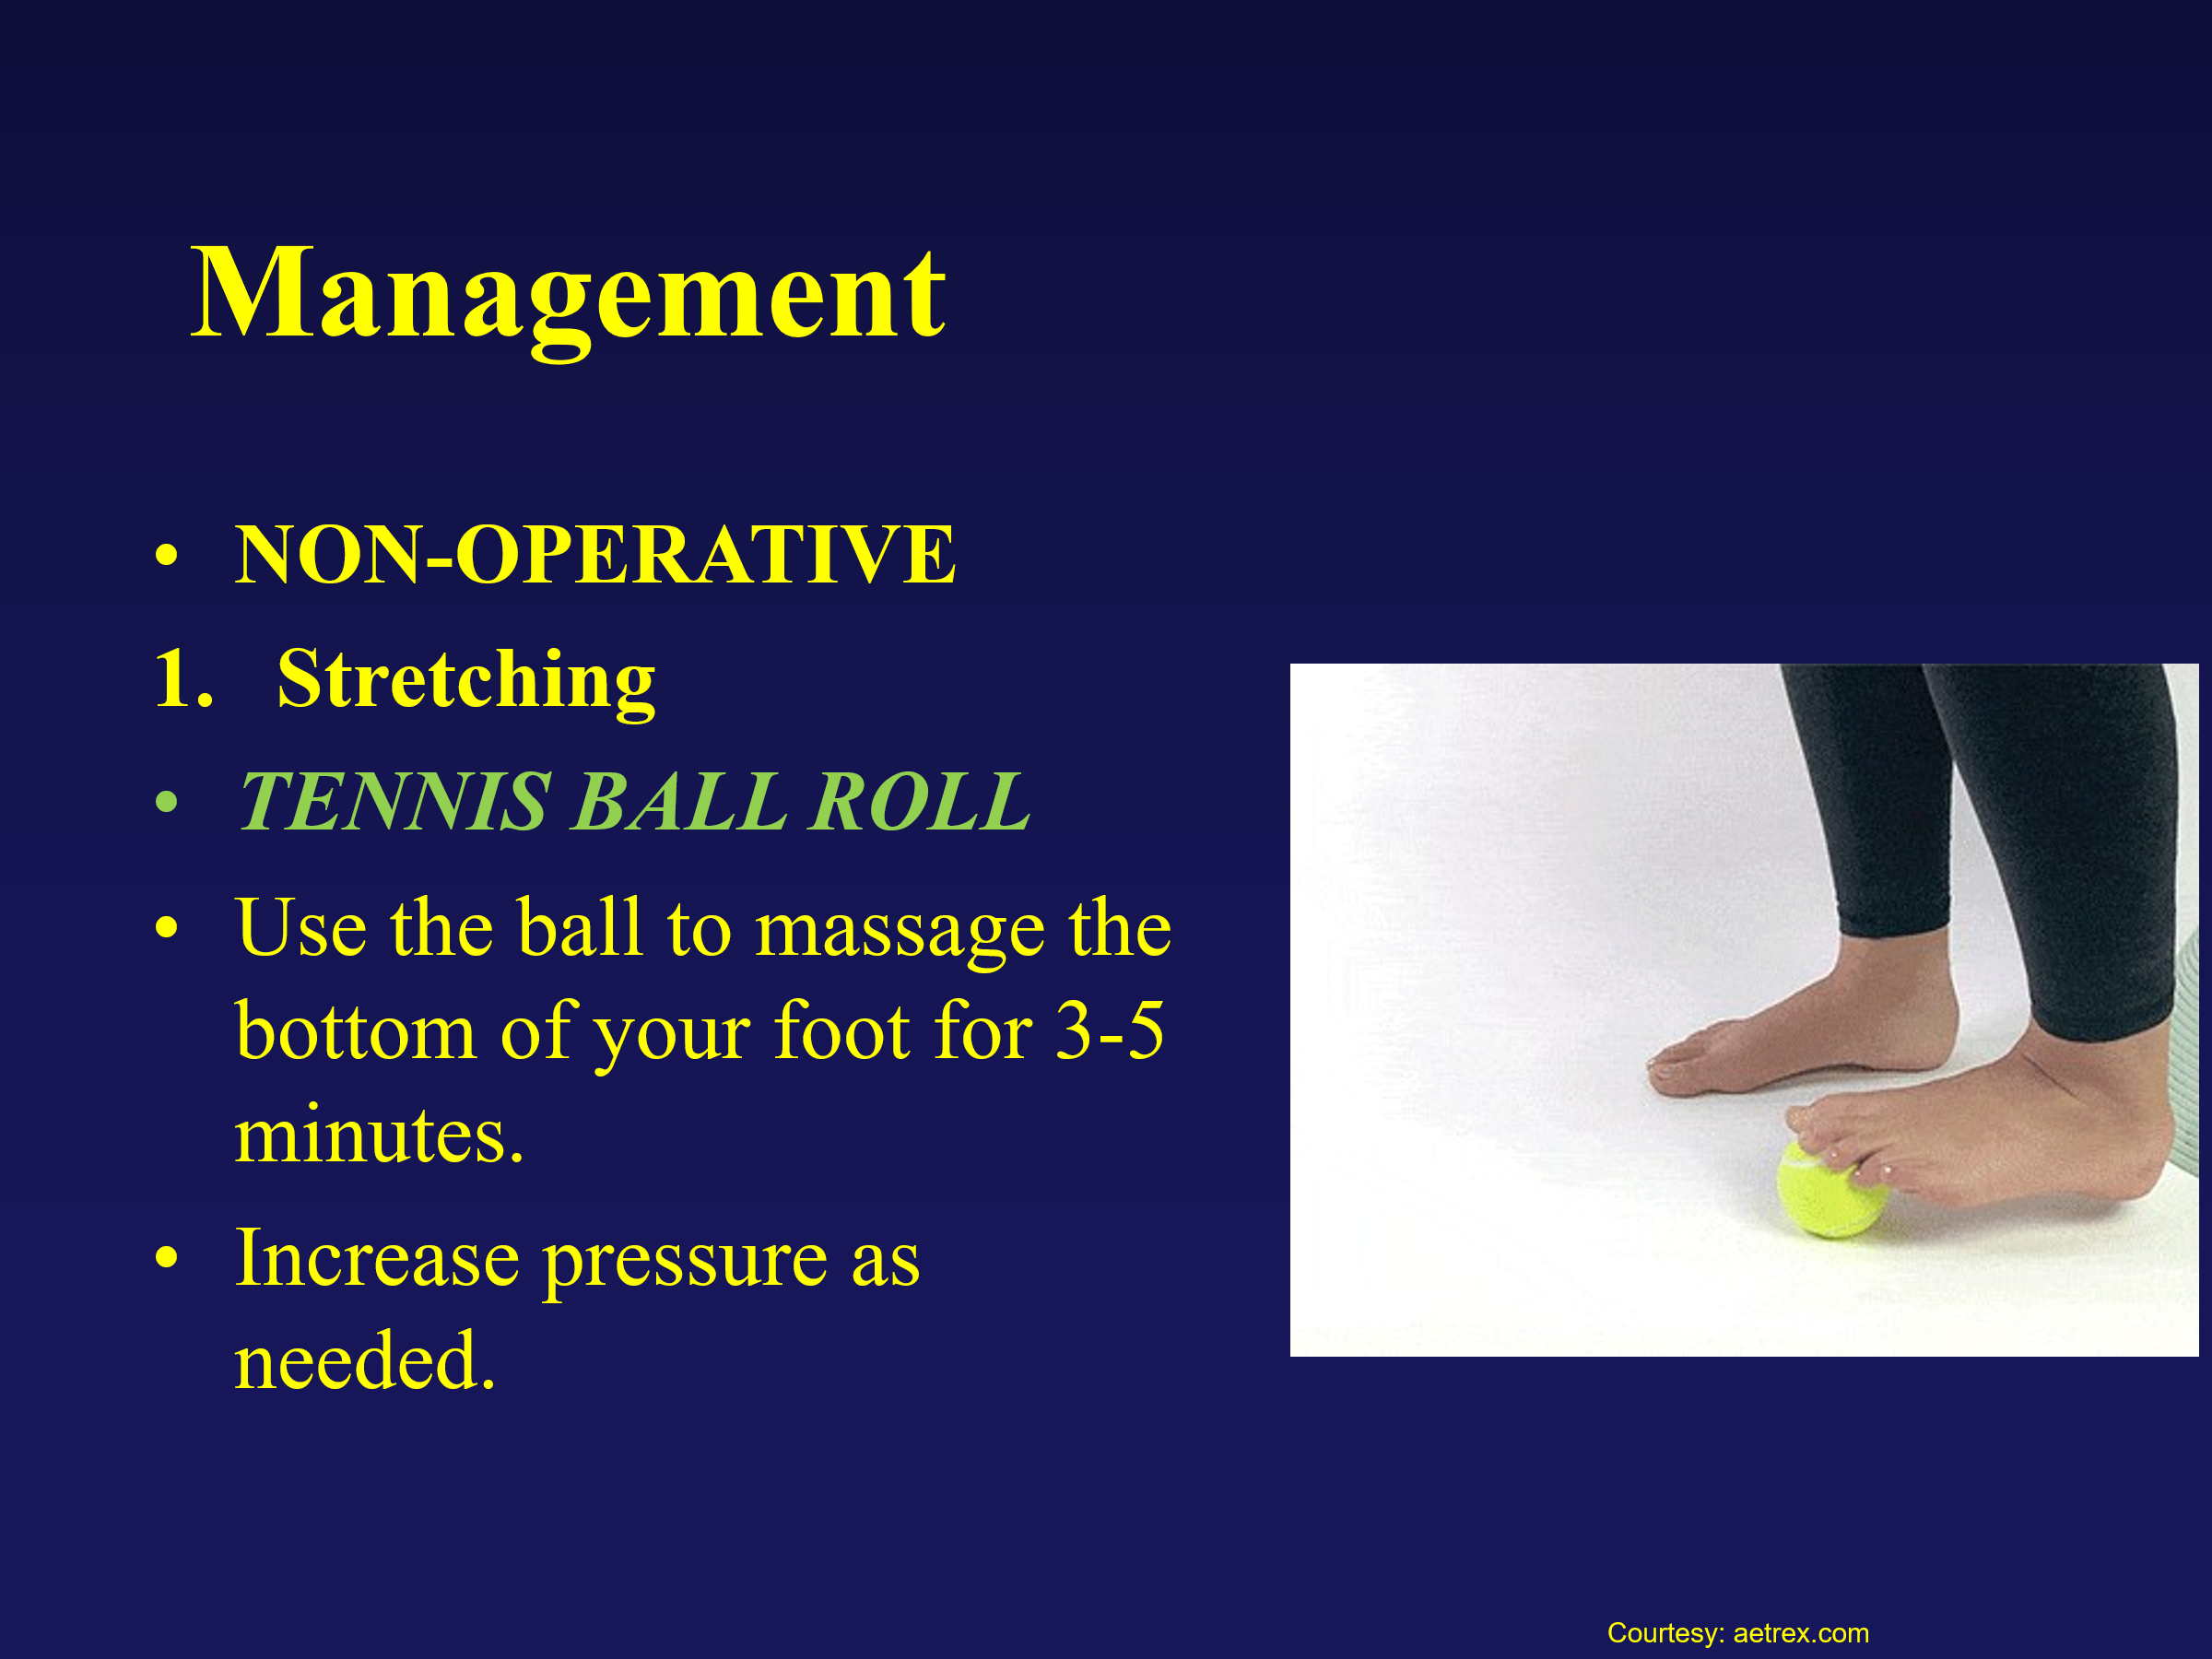 Management
• NON-OPERATIVE
1. Stretching
• TENNIS BALL ROLL
• Use the ball to massage the
bottom of your foot for 3-5
minutes.
• Increase pressure as
needed.
Courtesy: aetrex.com